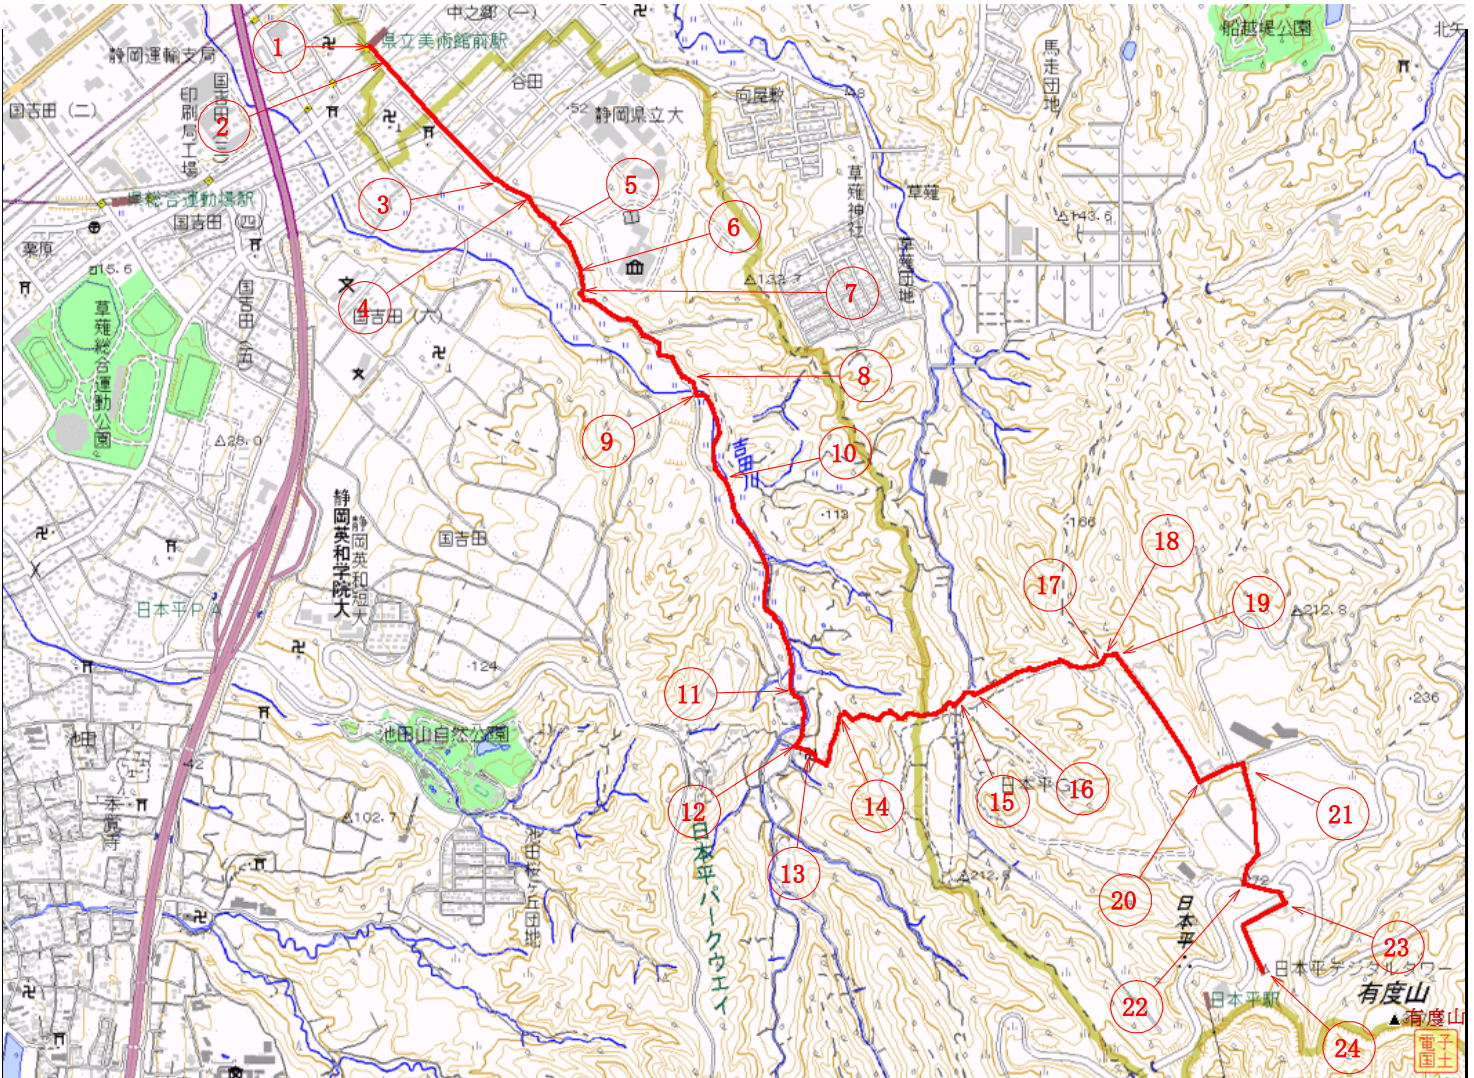 中之郷（一）
県立美術館前駅
静岡運輸支局
船越堤公園
北矢
馬走団地
谷田
国吉田（二）
国吉田（三）
印刷局工場
52
静岡県立大
向屋敷
48
1
2
3
4
5
6
7
8
9
10
11
12
13
14
15
16
17
18
19
20
21
22
23
24
県総合運動場駅
国吉田（四）
栗原
15.6
草薙神社
草薙
草薙団地
143.6
132.7
国吉田（五）
国吉田（六）
草薙総合運動公園
28.0
吉田川
113
166
静岡英和学院大
静岡英和短大
国吉田
日本平ＰＡ
212.8
124
236
池田
池田山自然公園
42
本覚寺
102.7
池田桜ヶ丘団地
日本平パークウエイ
日本平
日本平デジタルタワー
日本平駅
有度山
有度山
電子国土